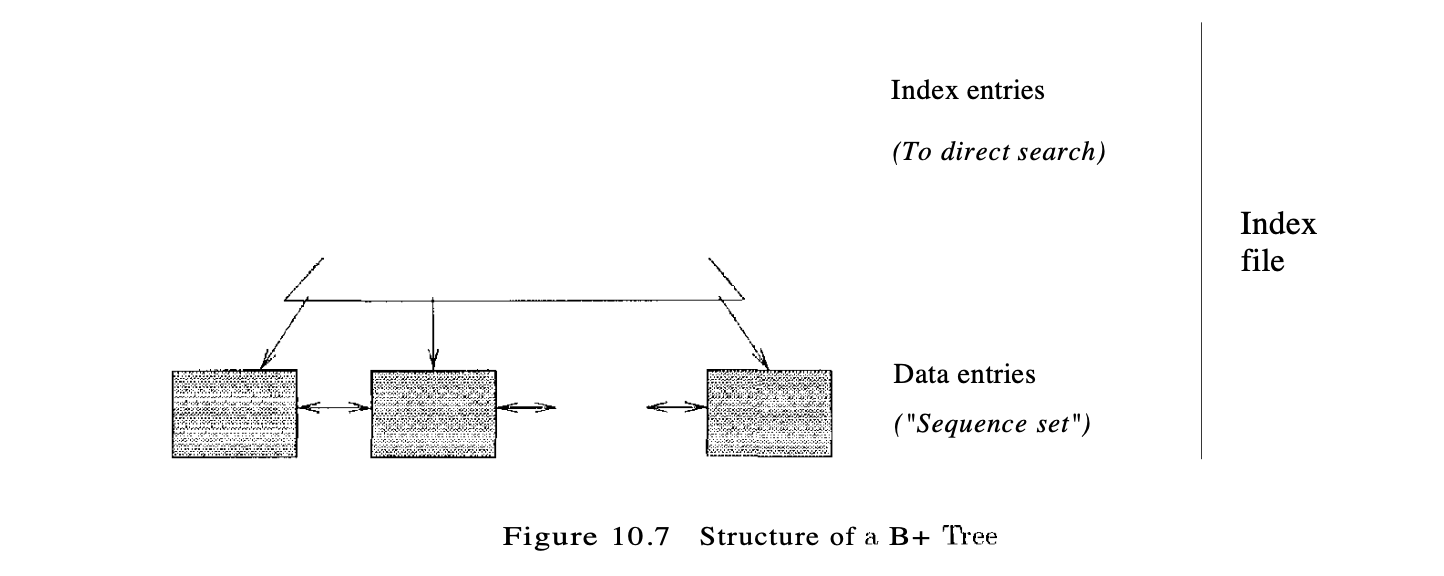 Index entries
(To direct search)
Index
file
Data entries
("Sequence set")
Figure 10.7 Structure of a B+ Tree